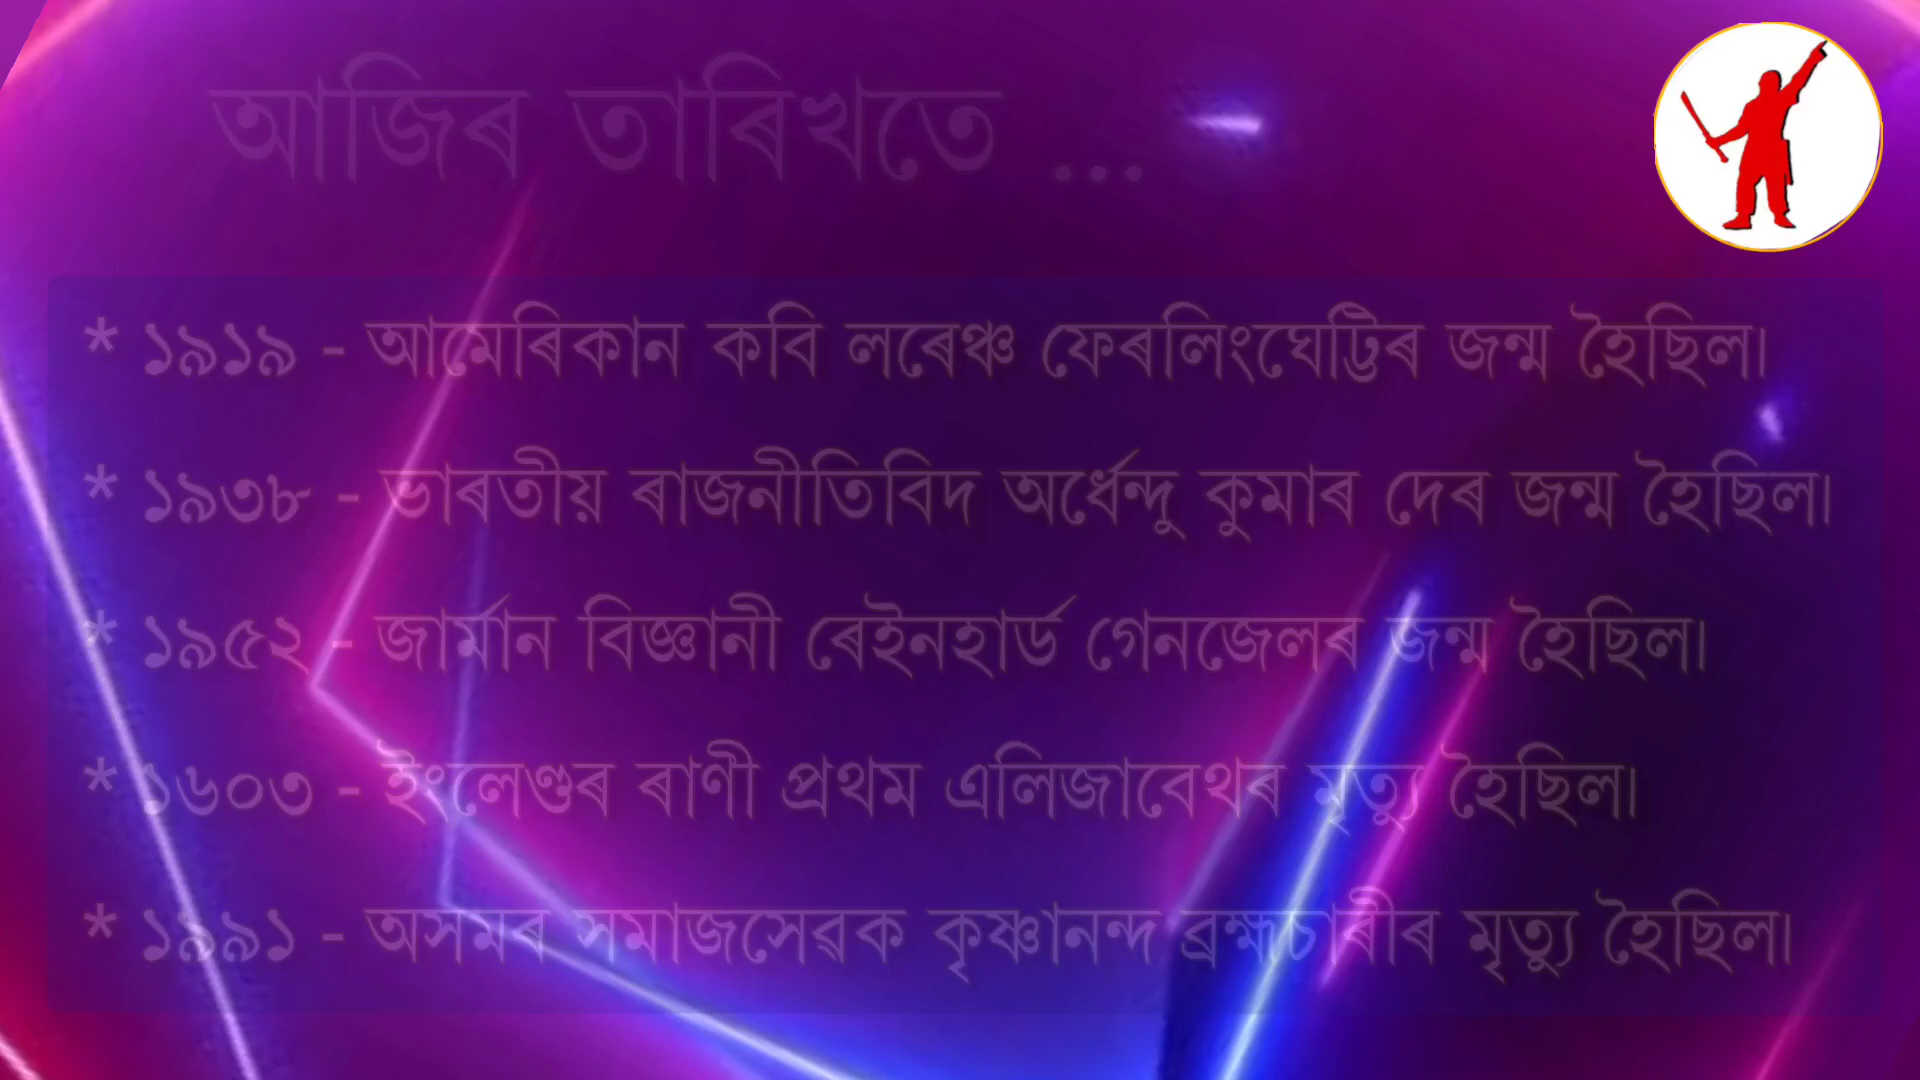 আজিৰ তাৰিখতে ...
* ১৯১৯ - আমেৰিকান কবি লৰেঞ্চ ফেৰলিংঘেট্টিৰ জন্ম হৈছিল।
* ১৯৩৮ - ভাৰতীয় ৰাজনীতিবিদ অৰ্ধেন্দু কুমাৰ দেৰ জন্ম হৈছিল।
* ১৯৫২ - জাৰ্মান বিজ্ঞানী ৰেইনহাৰ্ড গেনজেলৰ জন্ম হৈছিল।
* ১৬০৩ - ইংলেণ্ডৰ ৰাণী প্ৰথম এলিজাবেথৰ মৃত্যু হৈছিল।
* ১৯৯১ - অসমৰ সমাজসেৱক কৃষ্ণানন্দ ব্ৰহ্মচাৰীৰ মৃত্যু হৈছিল।